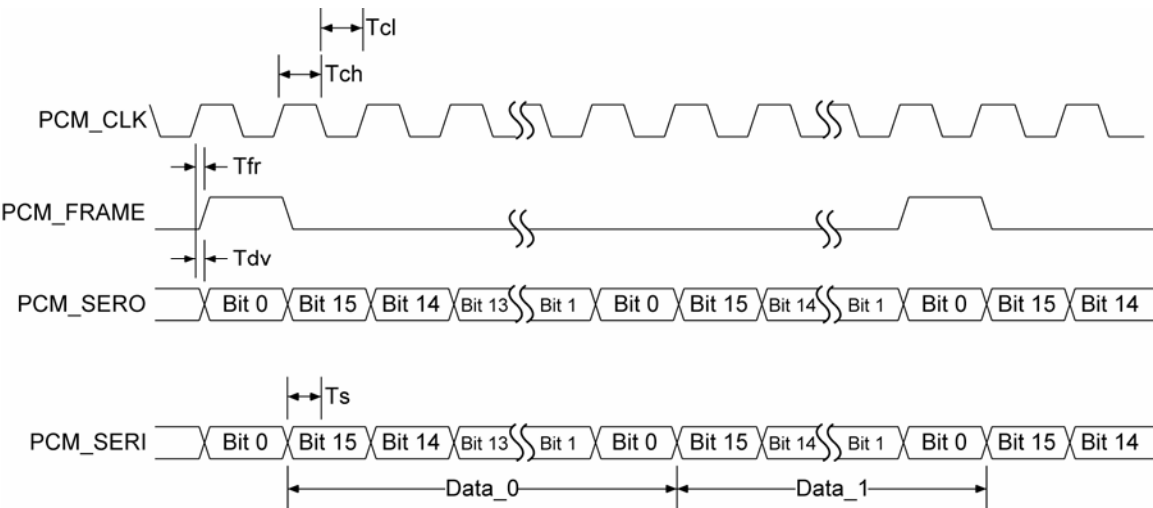 Tcl
Tch
PCM_CLK
Tfr
PCM_FRAME
Tdv
PCM_SERO Bit 0 Bit 15 Bit 14 Bit 13 Bit 1 Bit 0 Bit 15 Bit 14 Bit 1 Bit 0 Bit 15 Bit 14
Ts
PCM_SERI Bit 0 Bit 15 Bit 14 Bit 13 Bit 1 Bit 0 Bit 15 Bit 14 Bit 1 Bit 0 Bit 15 Bit 14
Data_0 Data_1